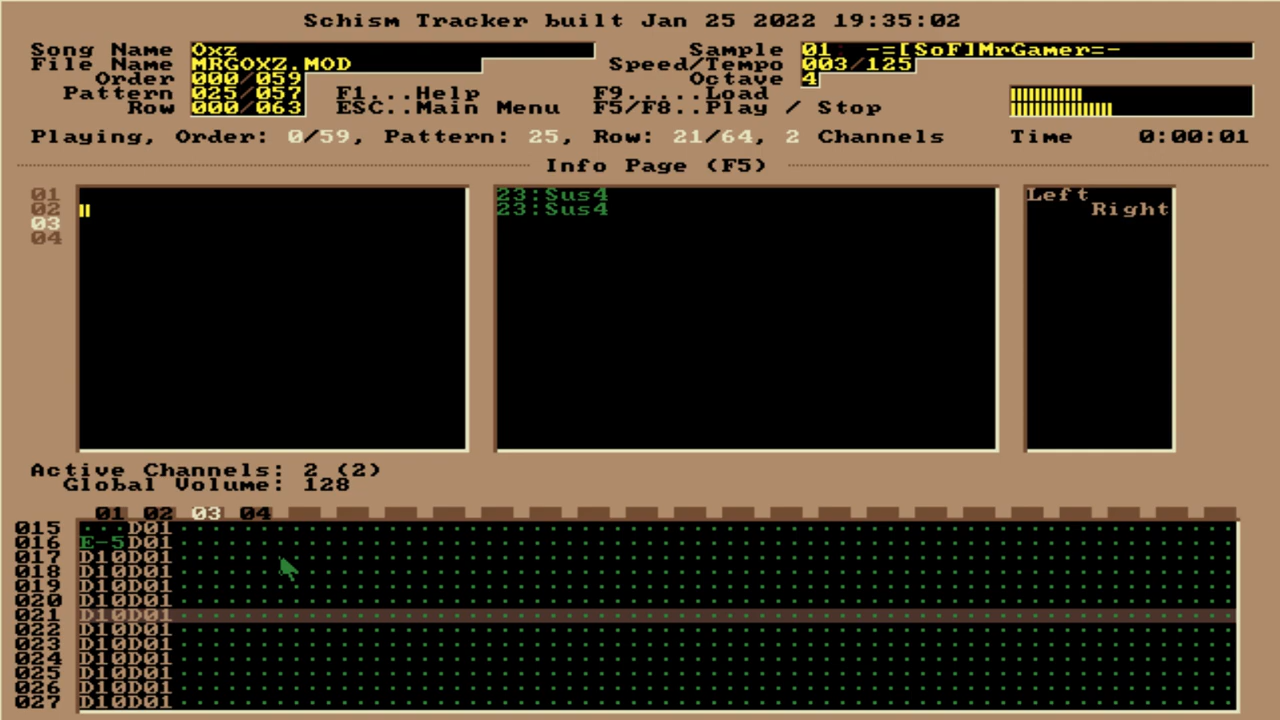 Schism Tracker built Jan 25 2022 19:35:02
Song Name Oxz Sample 01: -=[SoF]MrGamer=-
File Name MRGOXZ.MOD Speed/Tempo 003/125
Order 000/059 Octave 4
Pattern 025/057 F1...Help F9.....Load
Row 000/063 ESC..Main Menu F5/F8..Play / Stop
Playing, Order: 0/59, Pattern: 25, Row: 21/64, 2 Channels Time 0:00:01
Info Page (F5)
01 23:Sus4 Left
02 23:Sus4 Right
03
04
Active Channels: 2 (2)
Global Volume: 128
01 02 03 04
015 ...D01
016 E-5D01
017 D10D01
018 D10D01
019 D10D01
020 D10D01
021 D10D01
022 D10D01
023 D10D01
024 D10D01
025 D10D01
026 D10D01
027 D10D01